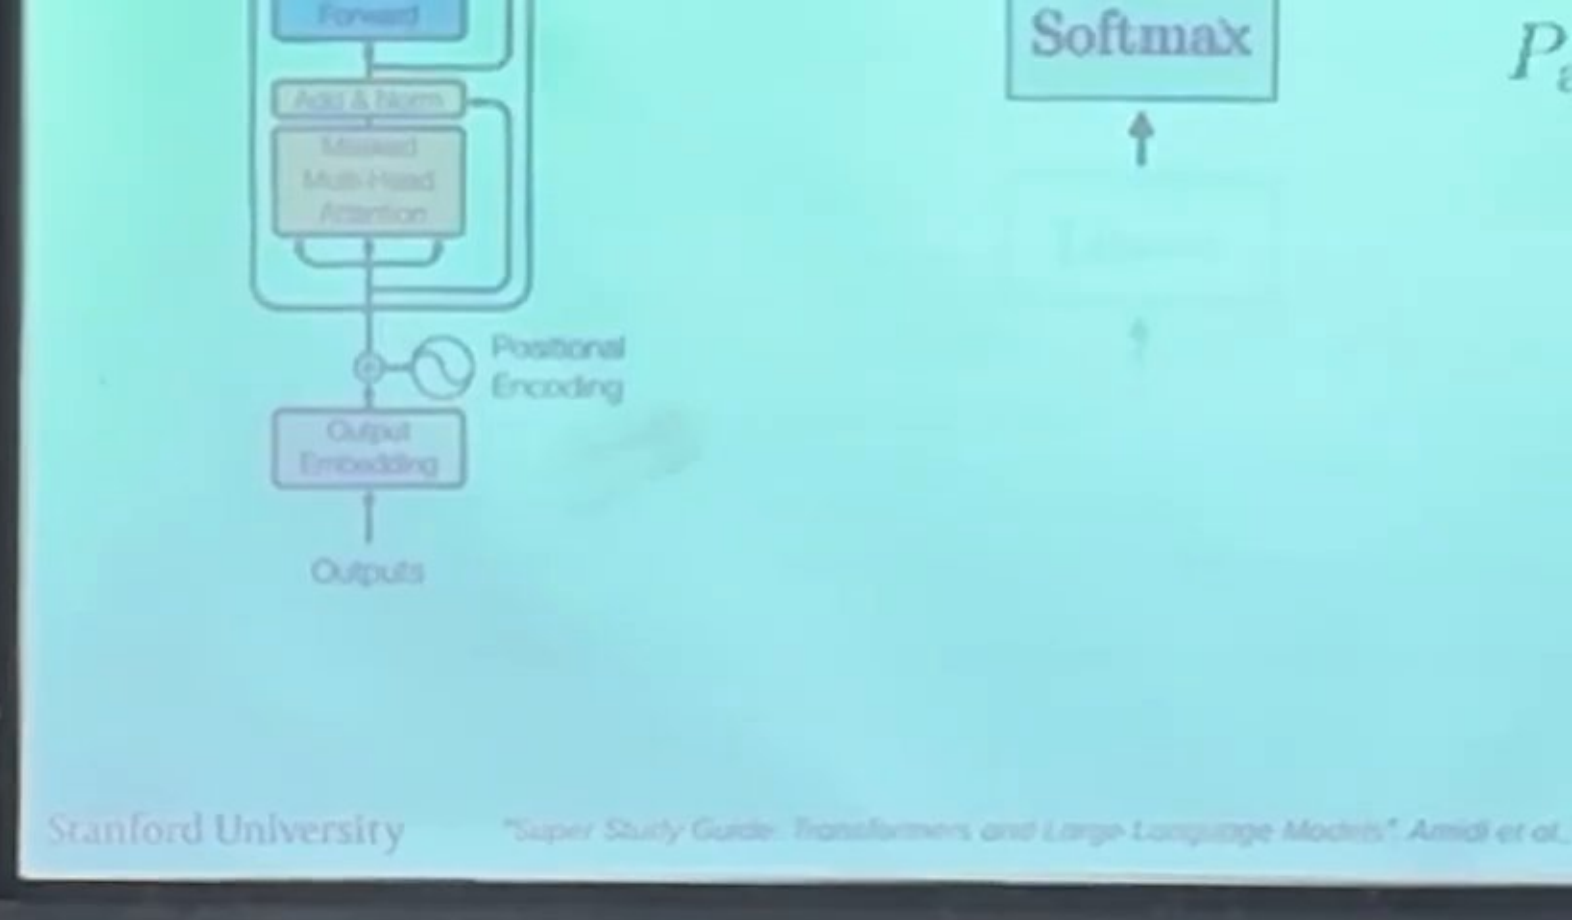 Forward
Add & Norm
Masked
Multi-Head
Attention
Positional
Encoding
Output
Embedding
Outputs
Softmax
Linear
P
Stanford University
"Super Study Guide: Transformers and Large Language Models", Amidi et al.,